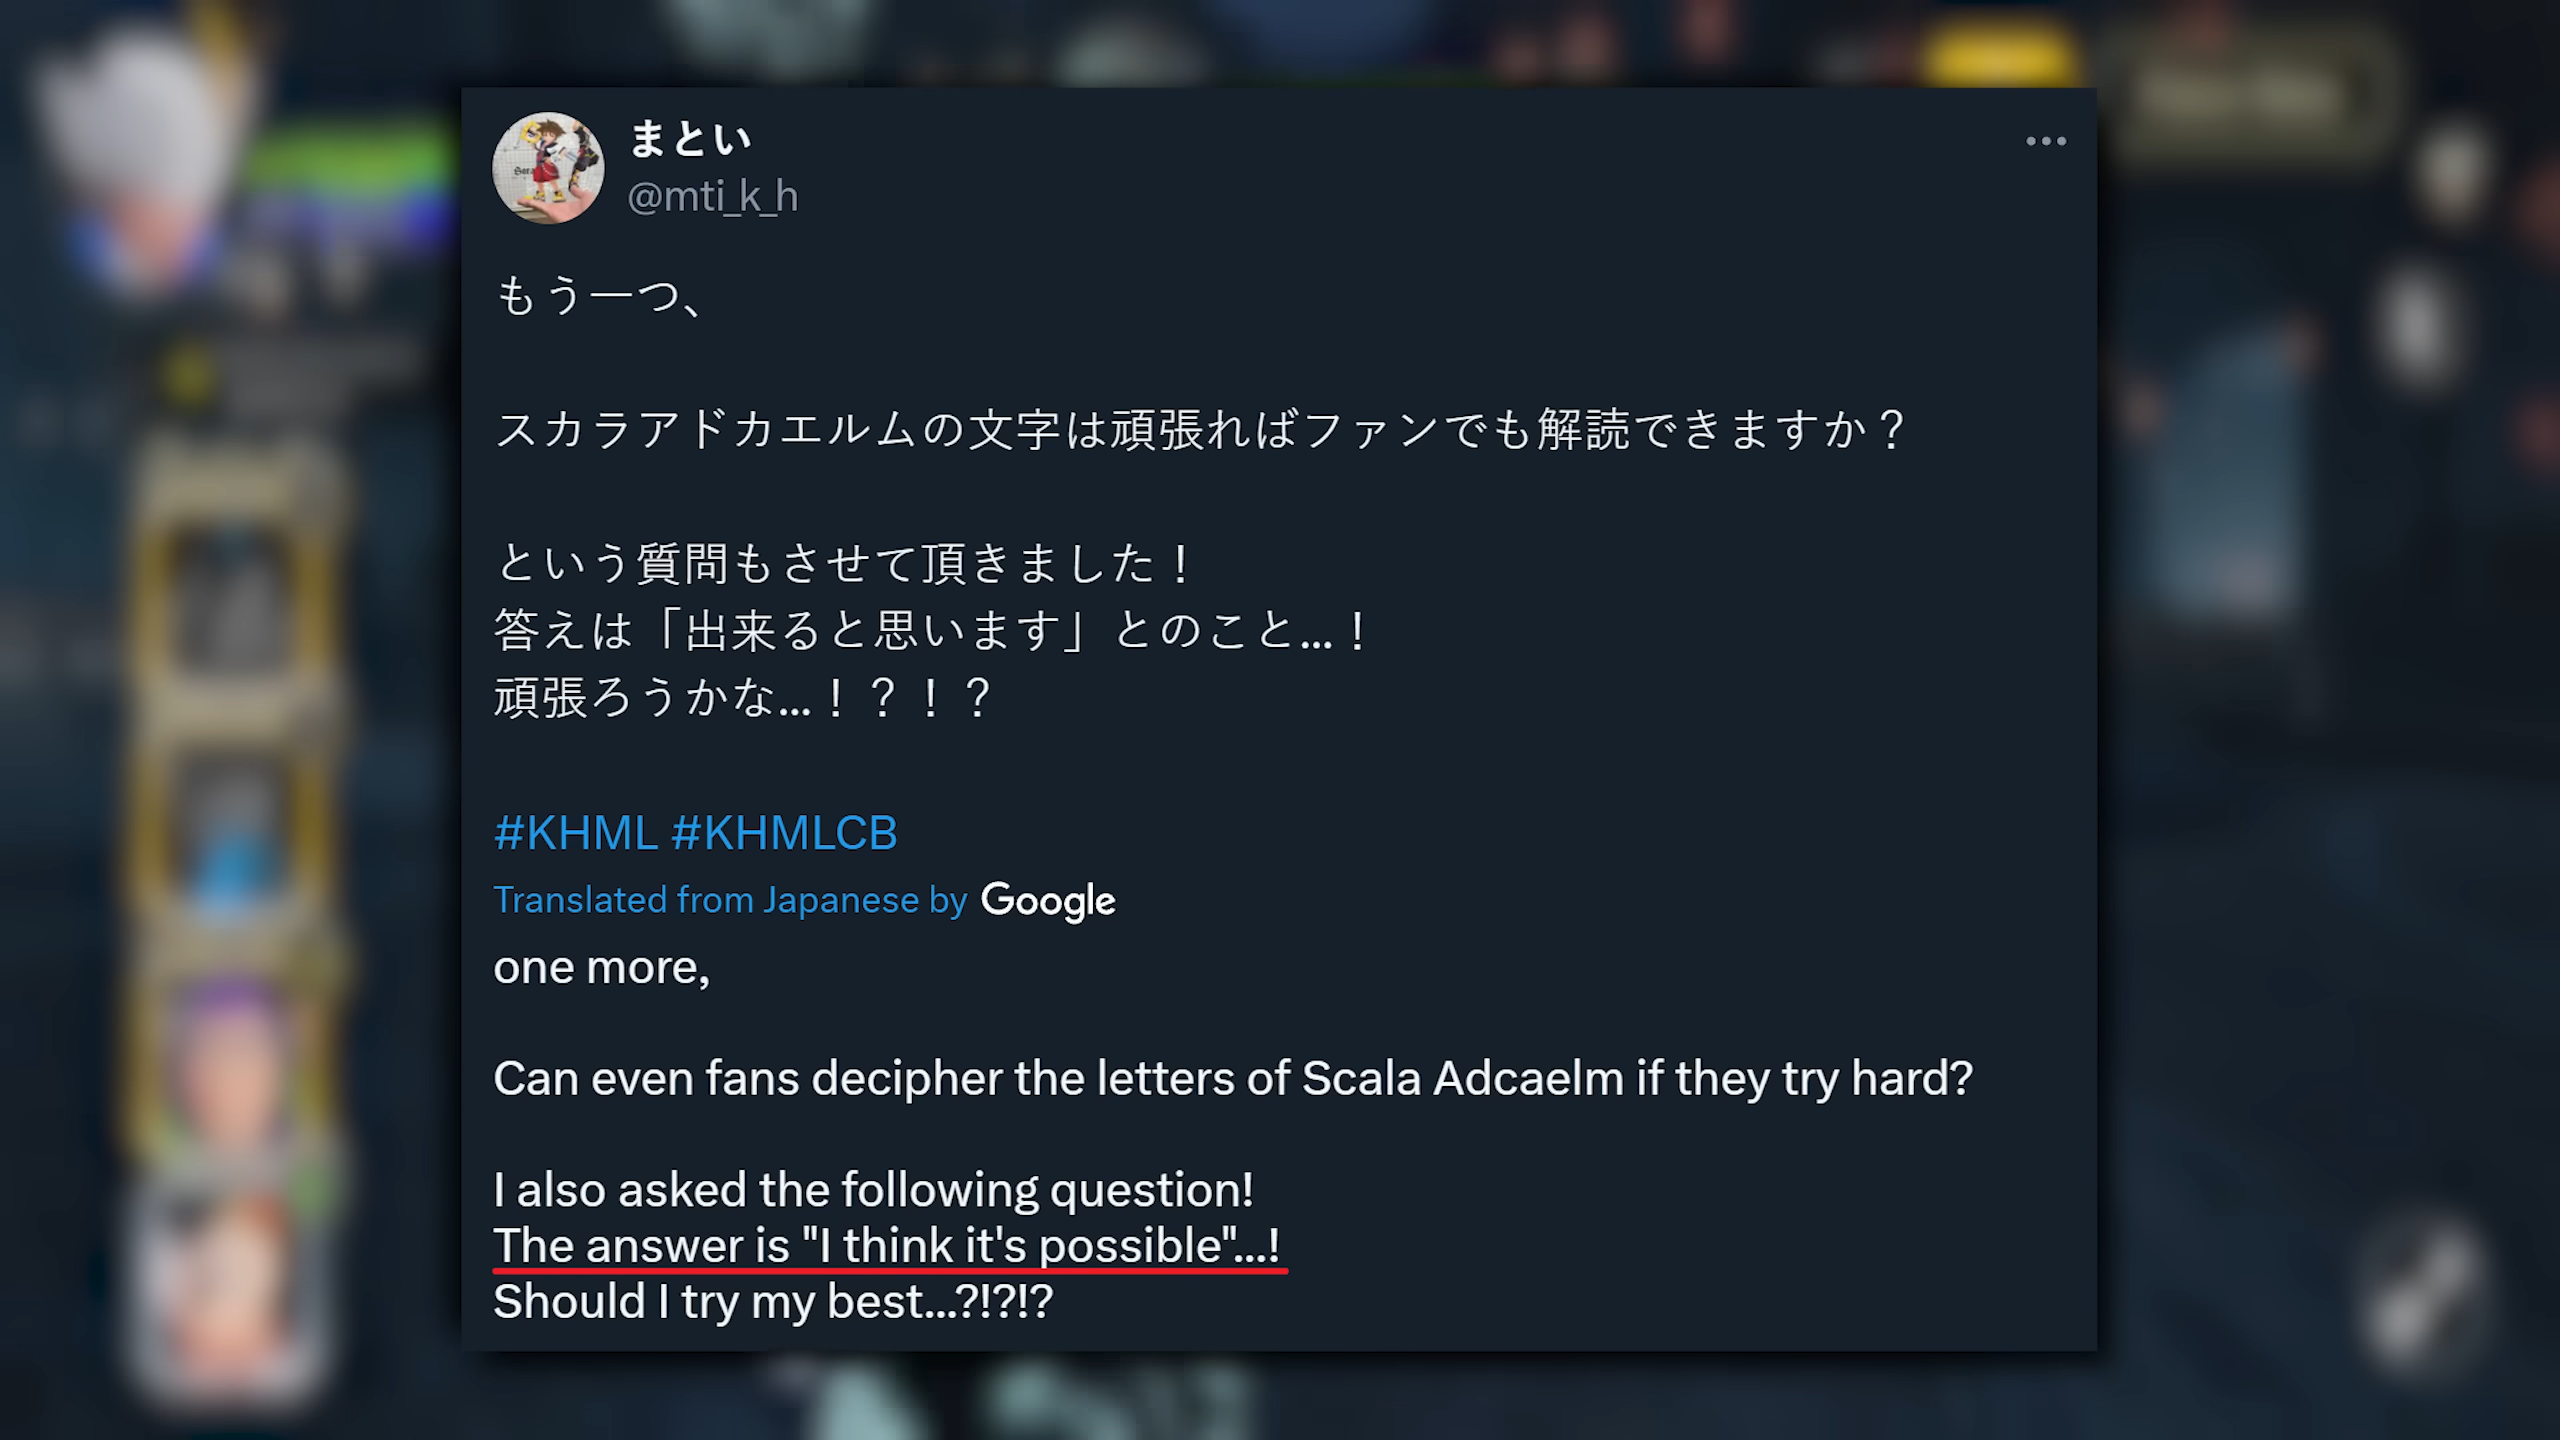 まとい
@mti_k_h
もう一つ、
スカラアドカエルムの文字は頑張ればファンでも解読できますか？
という質問もさせて頂きました！
答えは「出来ると思います」とのこと...！
頑張ろうかな...！？！？
#KHML #KHMLCB
Translated from Japanese by Google
one more,
Can even fans decipher the letters of Scala Adcaelm if they try hard?
I also asked the following question!
The answer is "I think it's possible"...!
Should I try my best...?!?!?